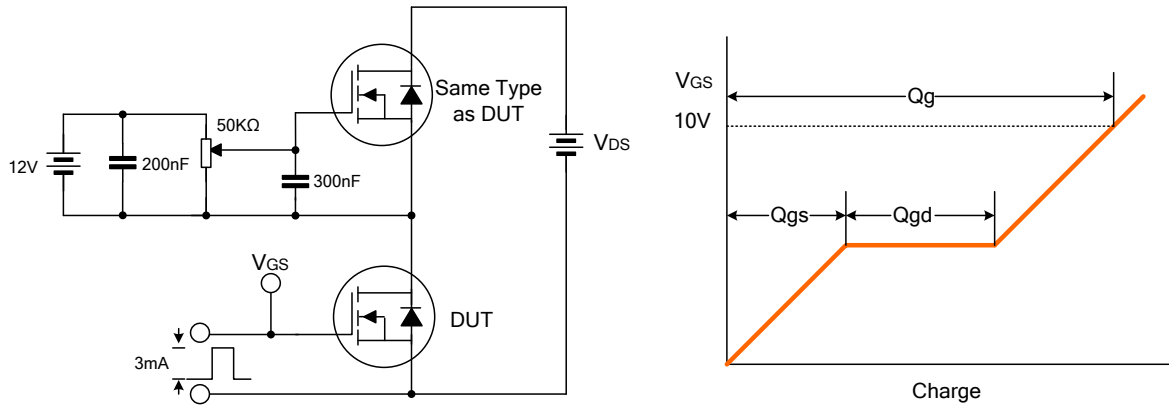 Same Type
as DUT
50KΩ
12V
200nF
300nF
VDS
VGS
DUT
3mA
VGS
Qg
10V
Qgs
Qgd
Charge